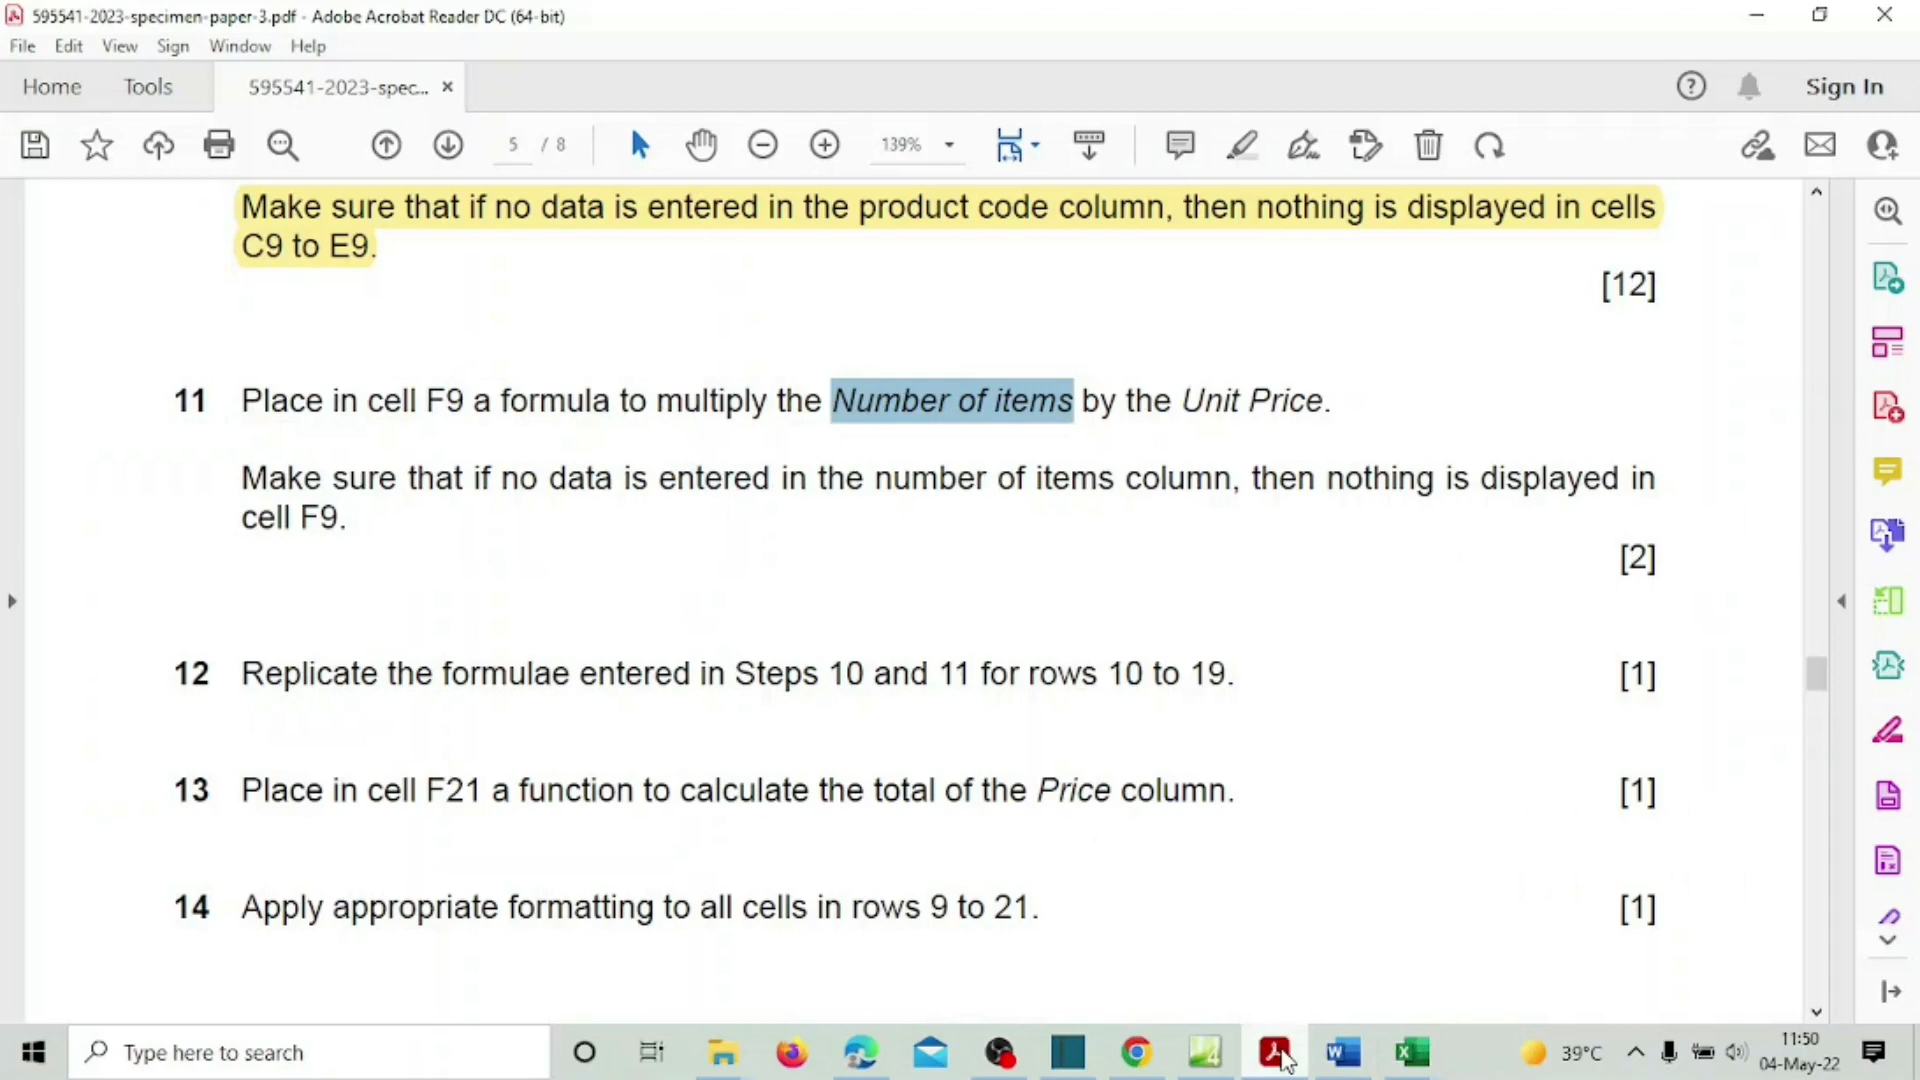 595541-2023-specimen-paper-3.pdf - Adobe Acrobat Reader DC (64-bit)
File Edit View Sign Window Help
Home Tools 595541-2023-spec... × Sign In
5 / 8 139%
Make sure that if no data is entered in the product code column, then nothing is displayed in cells
C9 to E9.
[12]
11 Place in cell F9 a formula to multiply the Number of items by the Unit Price.
Make sure that if no data is entered in the number of items column, then nothing is displayed in
cell F9.
[2]
12 Replicate the formulae entered in Steps 10 and 11 for rows 10 to 19. [1]
13 Place in cell F21 a function to calculate the total of the Price column. [1]
14 Apply appropriate formatting to all cells in rows 9 to 21. [1]
Type here to search 39°C 11:50
04-May-22